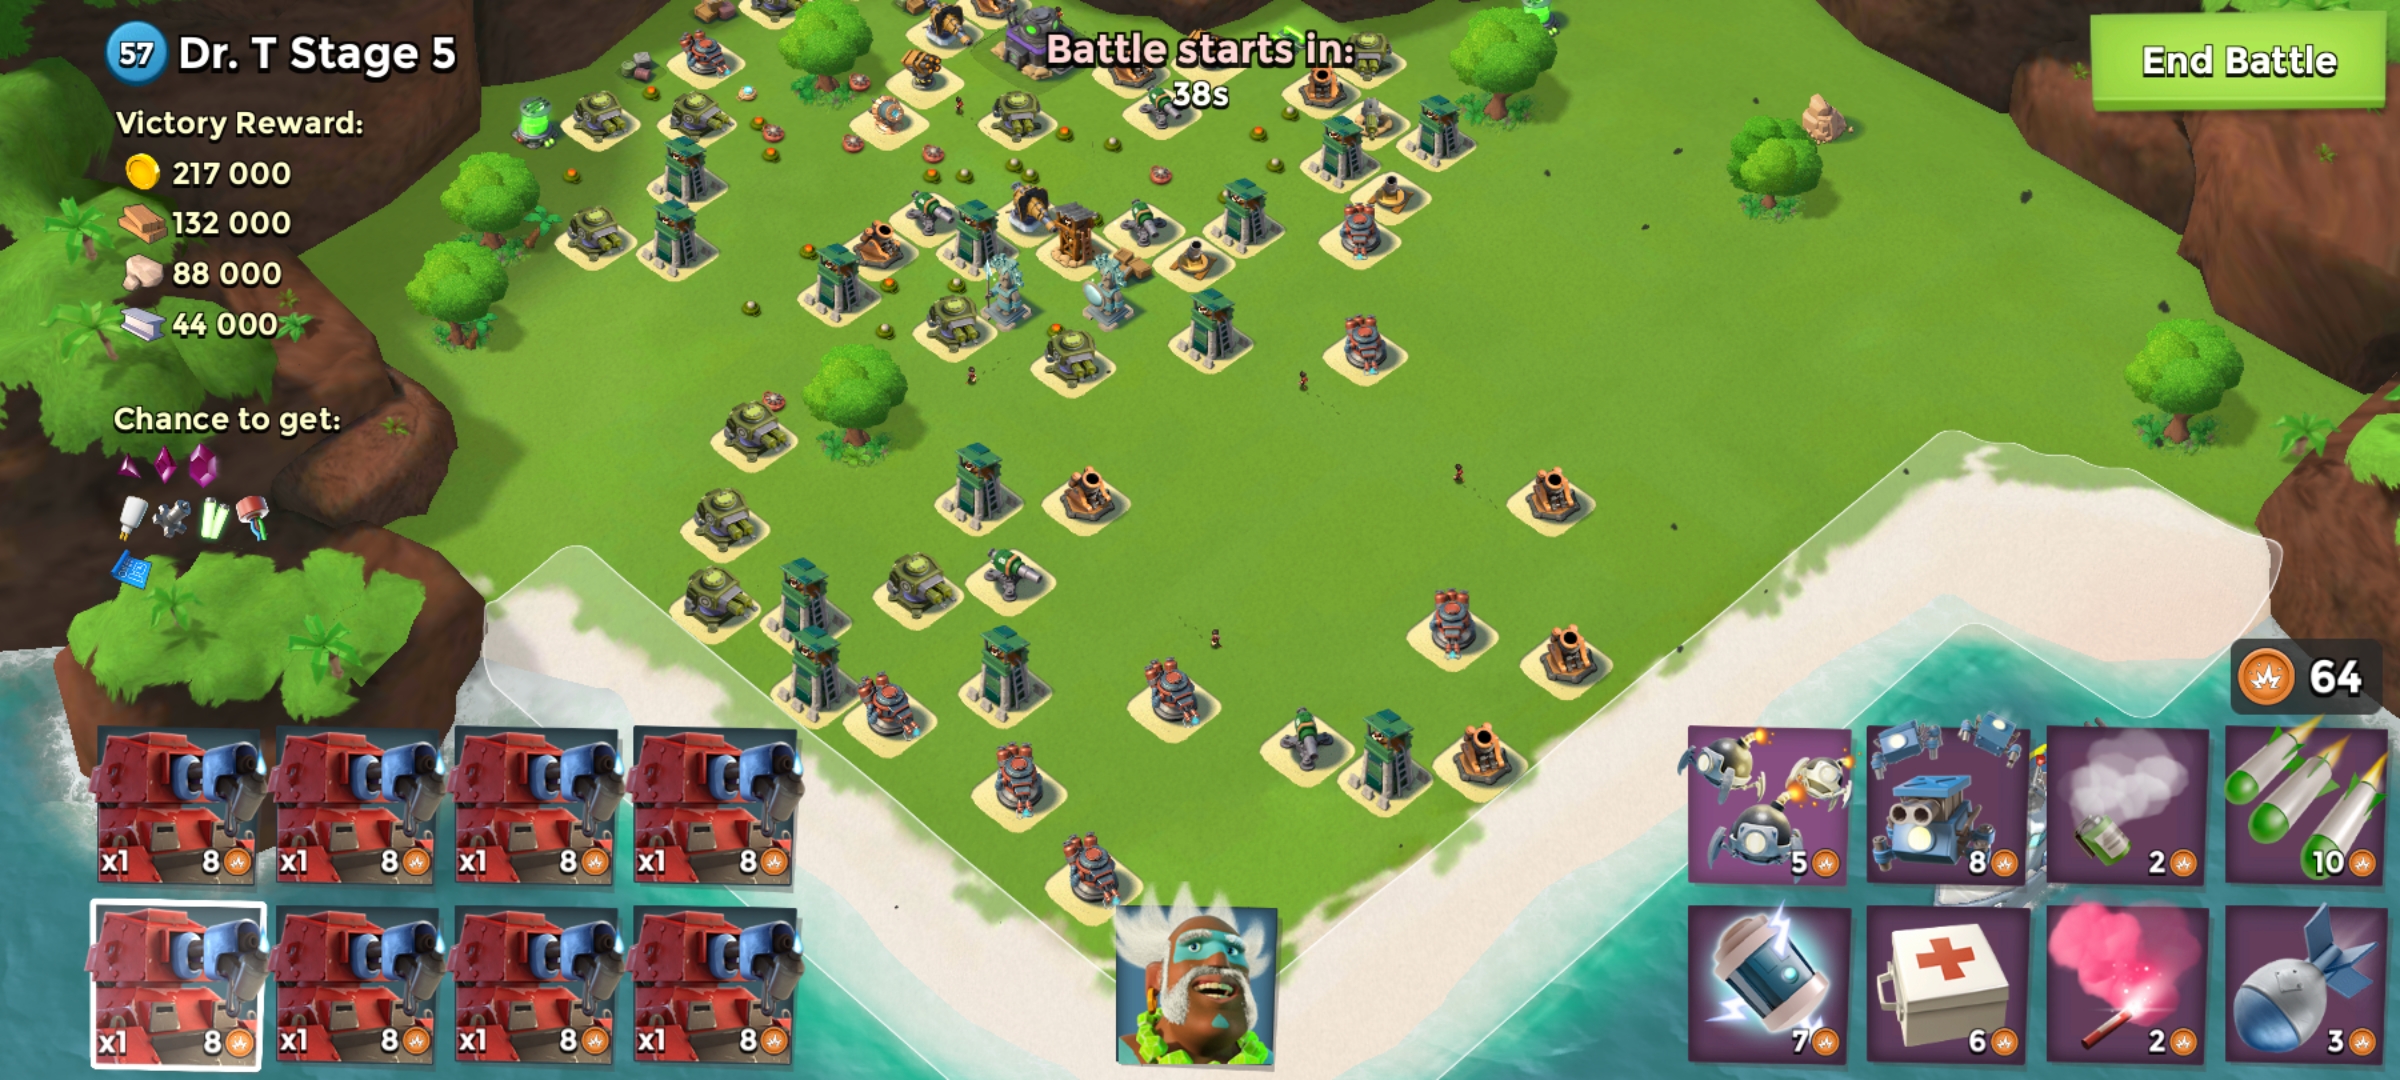 57 Dr. T Stage 5
Battle starts in:
38s
End Battle
Victory Reward:
217 000
132 000
88 000
44 000
Chance to get:
64
x1 8 x1 8 x1 8 x1 8
5 8 2 10
x1 8 x1 8 x1 8 x1 8
7 6 2 3